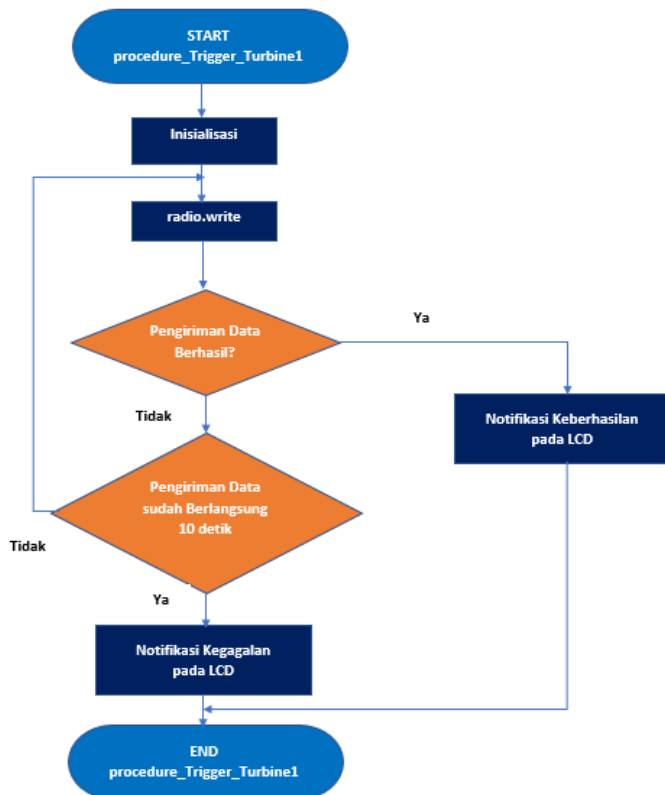 START
procedure_Trigger_Turbine1
Inisialisasi
radio.write
Pengiriman Data
Berhasil?
Ya
Notifikasi Keberhasilan
pada LCD
Tidak
Pengiriman Data
sudah Berlangsung
10 detik
Tidak
Ya
Notifikasi Kegagalan
pada LCD
END
procedure_Trigger_Turbine1